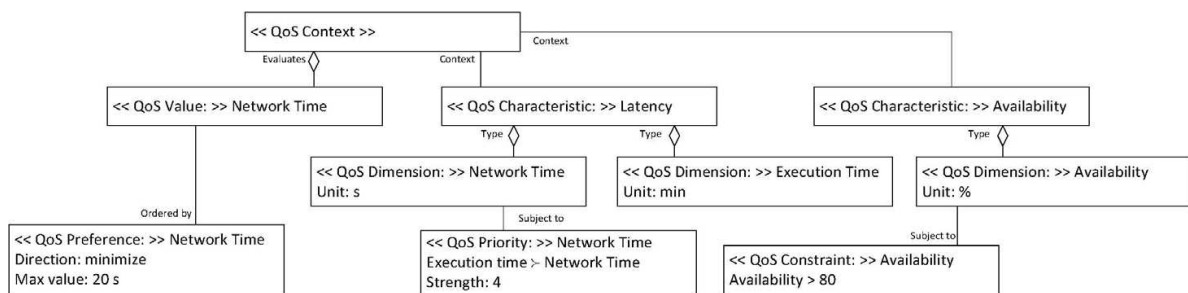 << QoS Context >>
Context
Evaluates
Context
<< QoS Value: >> Network Time
<< QoS Characteristic: >> Latency
<< QoS Characteristic: >> Availability
Type
Type
Type
<< QoS Dimension: >> Network Time
Unit: s
<< QoS Dimension: >> Execution Time
Unit: min
<< QoS Dimension: >> Availability
Unit: %
Ordered by
Subject to
Subject to
<< QoS Preference: >> Network Time
Direction: minimize
Max value: 20 s
<< QoS Priority: >> Network Time
Execution time ≻ Network Time
Strength: 4
<< QoS Constraint: >> Availability
Availability > 80